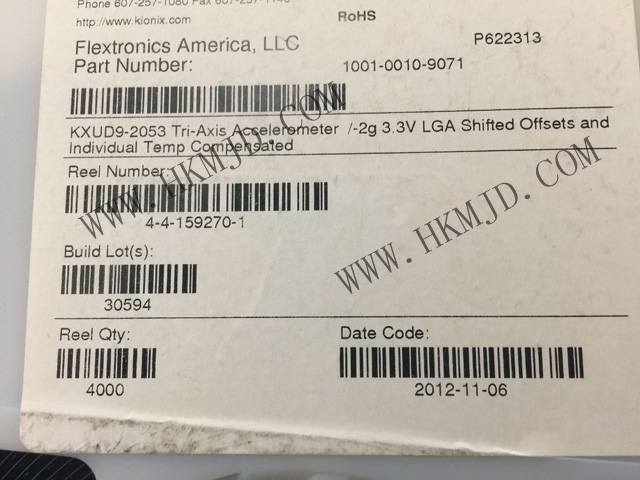 Phone 607-257-1080 Fax 607-257-1146
http://www.kionix.com
RoHS
Flextronics America, LLC
P622313
Part Number:
1001-0010-9071
KXUD9-2053 Tri-Axis Accelerometer /-2g 3.3V LGA Shifted Offsets and
Individual Temp Compensated
Reel Number:
4-4-159270-1
WWW.HKMJD.COM
WWW.HKMJD.COM
Build Lot(s):
30594
Reel Qty:
4000
Date Code:
2012-11-06